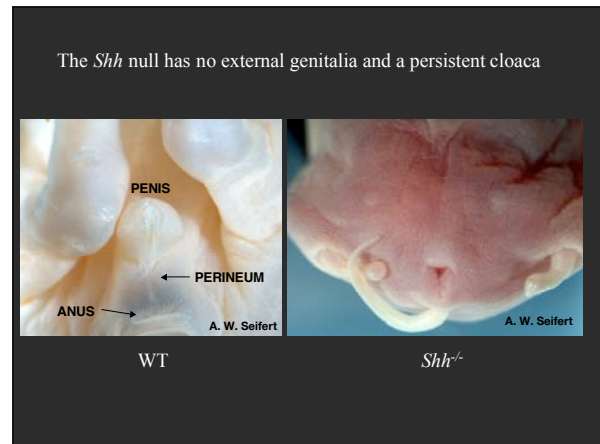 The Shh null has no external genitalia and a persistent cloaca
PENIS
PERINEUM
ANUS
A. W. Seifert
A. W. Seifert
WT
Shh-/-